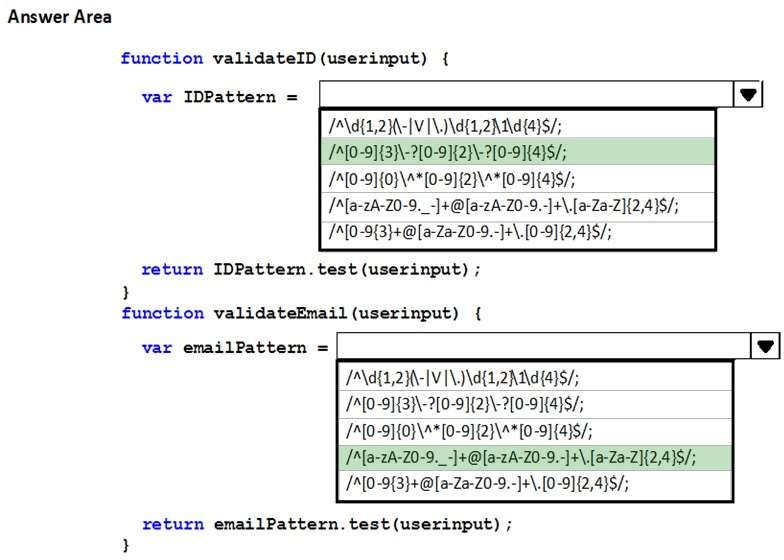 Answer Area
function validateID(userinput) {
var IDPattern =
/^\d{1,2}(\-|V|\.)\d{1,2}\1\d{4}$/;
/^[0-9]{3}\-?[0-9]{2}\-?[0-9]{4}$/;
/^[0-9]{0}\^*[0-9]{2}\^*[0-9]{4}$/;
/^[a-zA-Z0-9._-]+@[a-zA-Z0-9.-]+\.[a-Za-Z]{2,4}$/;
/^[0-9{3}+@[a-Za-Z0-9.-]+\.[0-9]{2,4}$/;
return IDPattern.test(userinput);
}
function validateEmail(userinput) {
var emailPattern =
/^\d{1,2}(\-|V|\.)\d{1,2}\1\d{4}$/;
/^[0-9]{3}\-?[0-9]{2}\-?[0-9]{4}$/;
/^[0-9]{0}\^*[0-9]{2}\^*[0-9]{4}$/;
/^[a-zA-Z0-9._-]+@[a-zA-Z0-9.-]+\.[a-Za-Z]{2,4}$/;
/^[0-9{3}+@[a-Za-Z0-9.-]+\.[0-9]{2,4}$/;
return emailPattern.test(userinput);
}